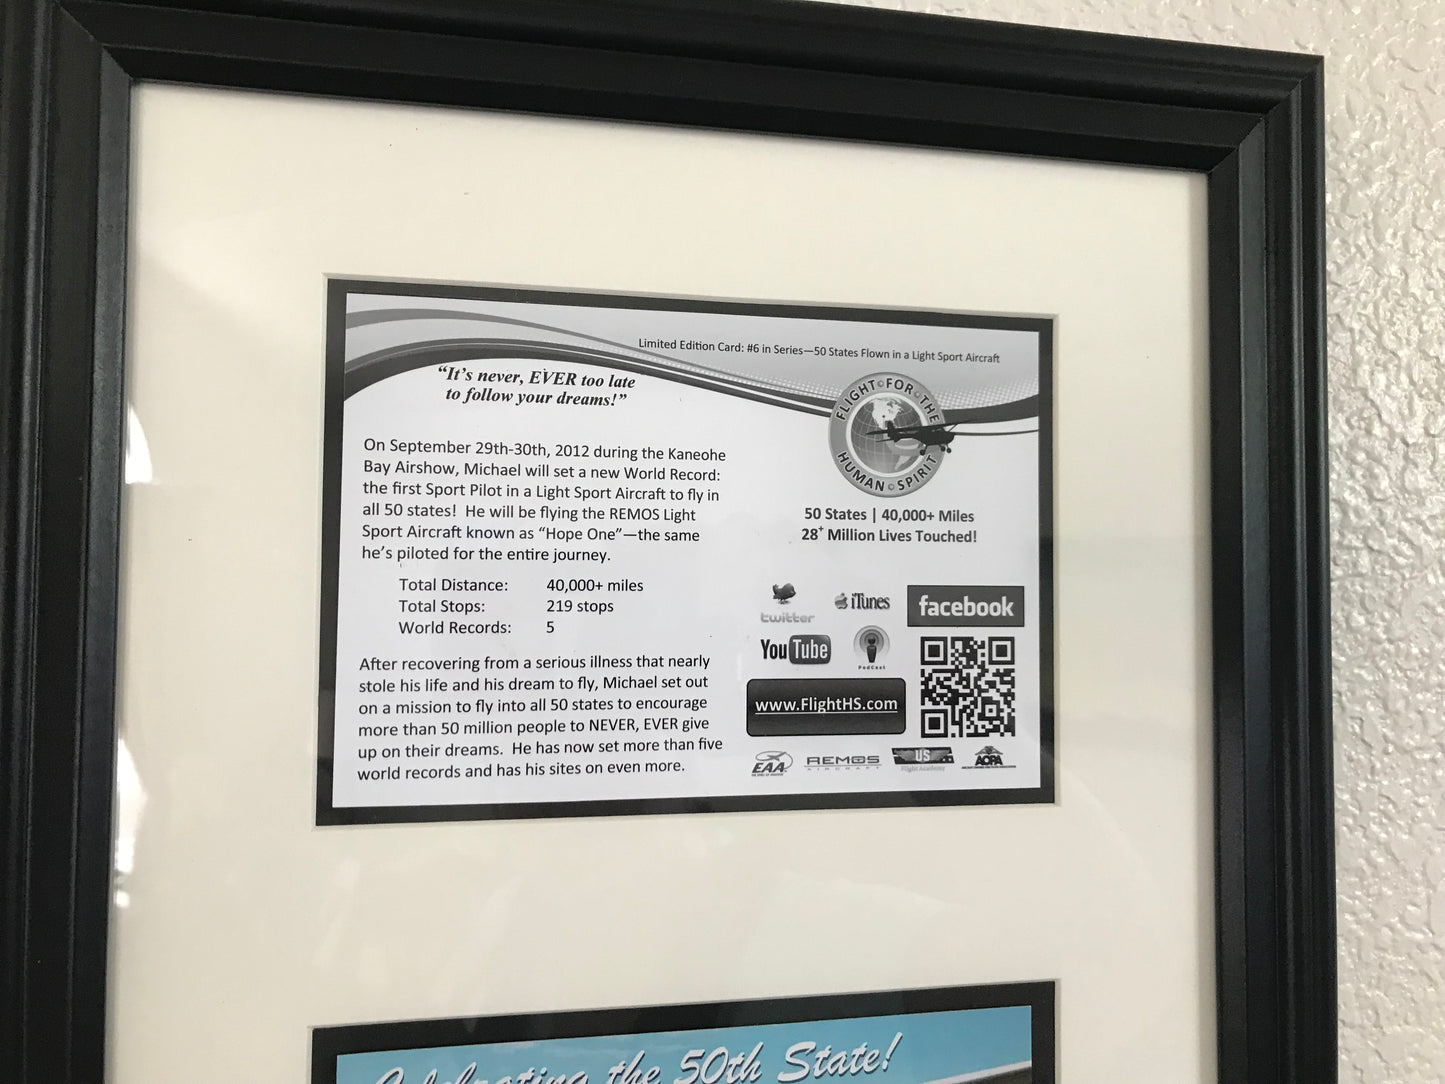 Limited Edition Card: #6 in Series—50 States Flown in a Light Sport Aircraft
“It’s never, EVER too late
to follow your dreams!”
FLIGHT FOR THE
HUMAN SPIRIT
On September 29th-30th, 2012 during the Kaneohe
Bay Airshow, Michael will set a new World Record:
the first Sport Pilot in a Light Sport Aircraft to fly in
all 50 states!  He will be flying the REMOS Light
Sport Aircraft known as “Hope One”—the same
he’s piloted for the entire journey.
Total Distance: 40,000+ miles
Total Stops: 219 stops
World Records: 5
After recovering from a serious illness that nearly
stole his life and his dream to fly, Michael set out
on a mission to fly into all 50 states to encourage
more than 50 million people to NEVER, EVER give
up on their dreams.  He has now set more than five
world records and has his sites on even more.
50 States | 40,000+ Miles
28+ Million Lives Touched!
twitter
iTunes
facebook
YouTube
PodCast
www.FlightHS.com
EAA
REMOS
AIRCRAFT
US
Flight Academy
AOPA
Celebrating the 50th State!